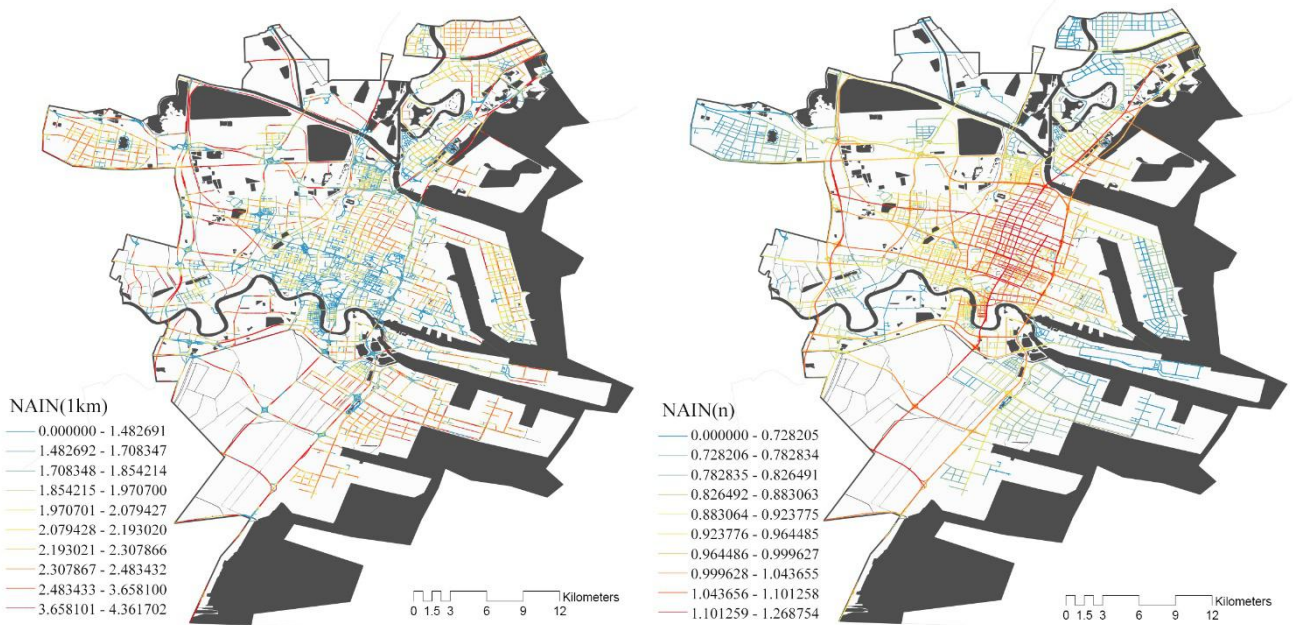 NAIN(1km)
0.000000 - 1.482691
1.482692 - 1.708347
1.708348 - 1.854214
1.854215 - 1.970700
1.970701 - 2.079427
2.079428 - 2.193020
2.193021 - 2.307866
2.307867 - 2.483432
2.483433 - 3.658100
3.658101 - 4.361702
Kilometers
0 1.5 3 6 9 12
NAIN(n)
0.000000 - 0.728205
0.728206 - 0.782834
0.782835 - 0.826491
0.826492 - 0.883063
0.883064 - 0.923775
0.923776 - 0.964485
0.964486 - 0.999627
0.999628 - 1.043655
1.043656 - 1.101258
1.101259 - 1.268754
Kilometers
0 1.5 3 6 9 12